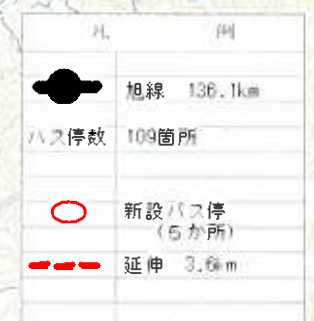 凡 例
旭線 136.1km
バス停数 109箇所
新設バス停
(5か所)
延伸 3.6km